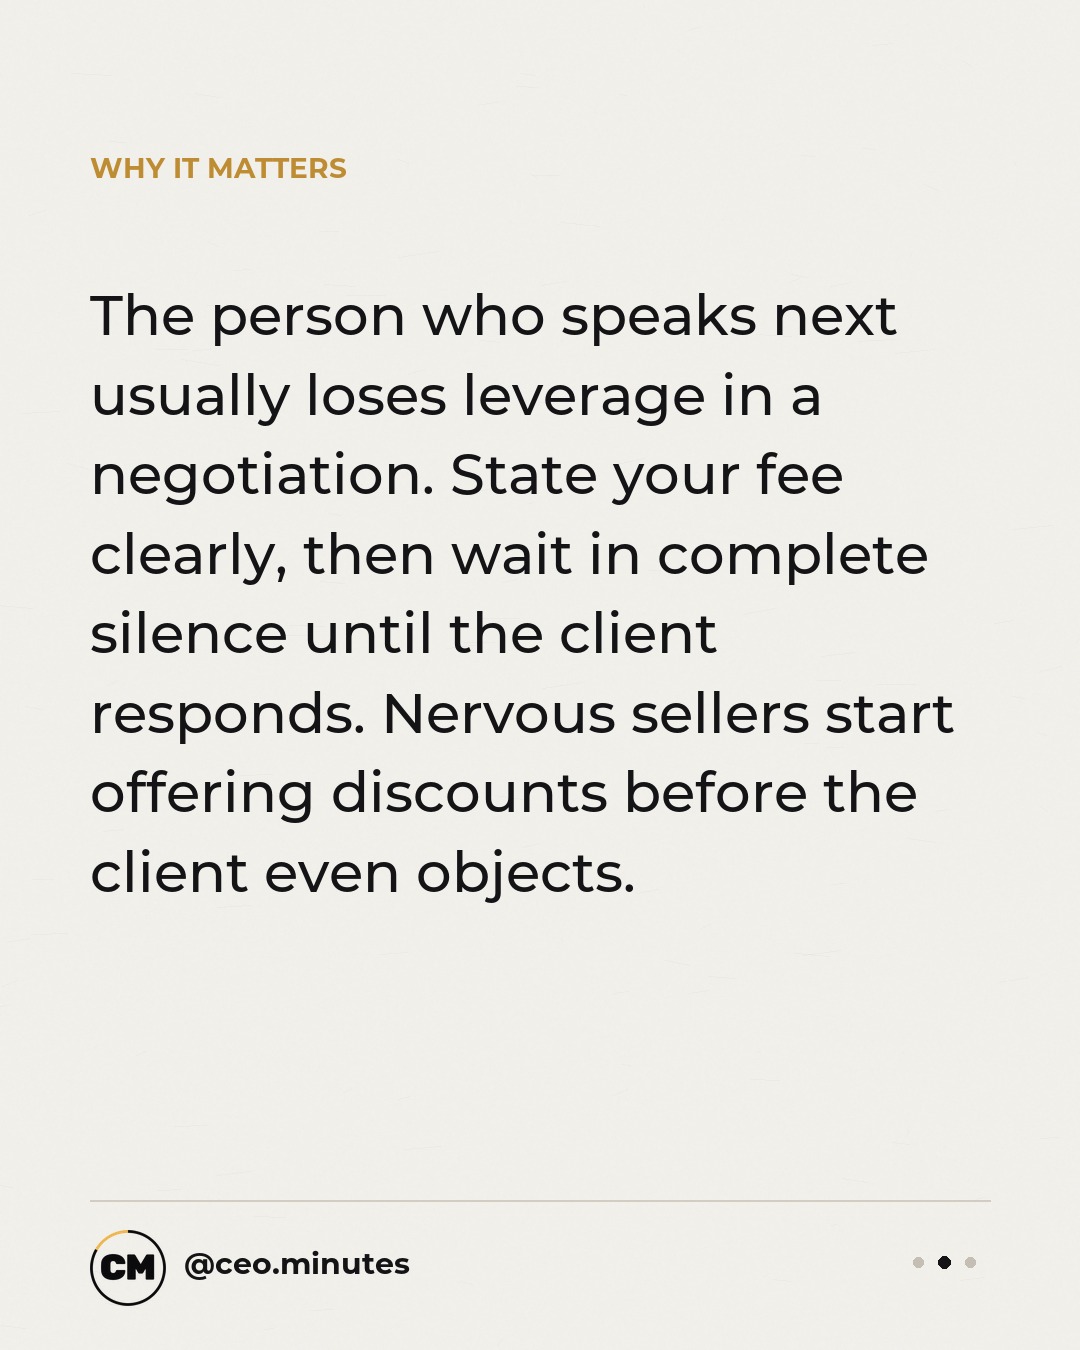 WHY IT MATTERS
The person who speaks next
usually loses leverage in a
negotiation. State your fee
clearly, then wait in complete
silence until the client
responds. Nervous sellers start
offering discounts before the
client even objects.
CM @ceo.minutes